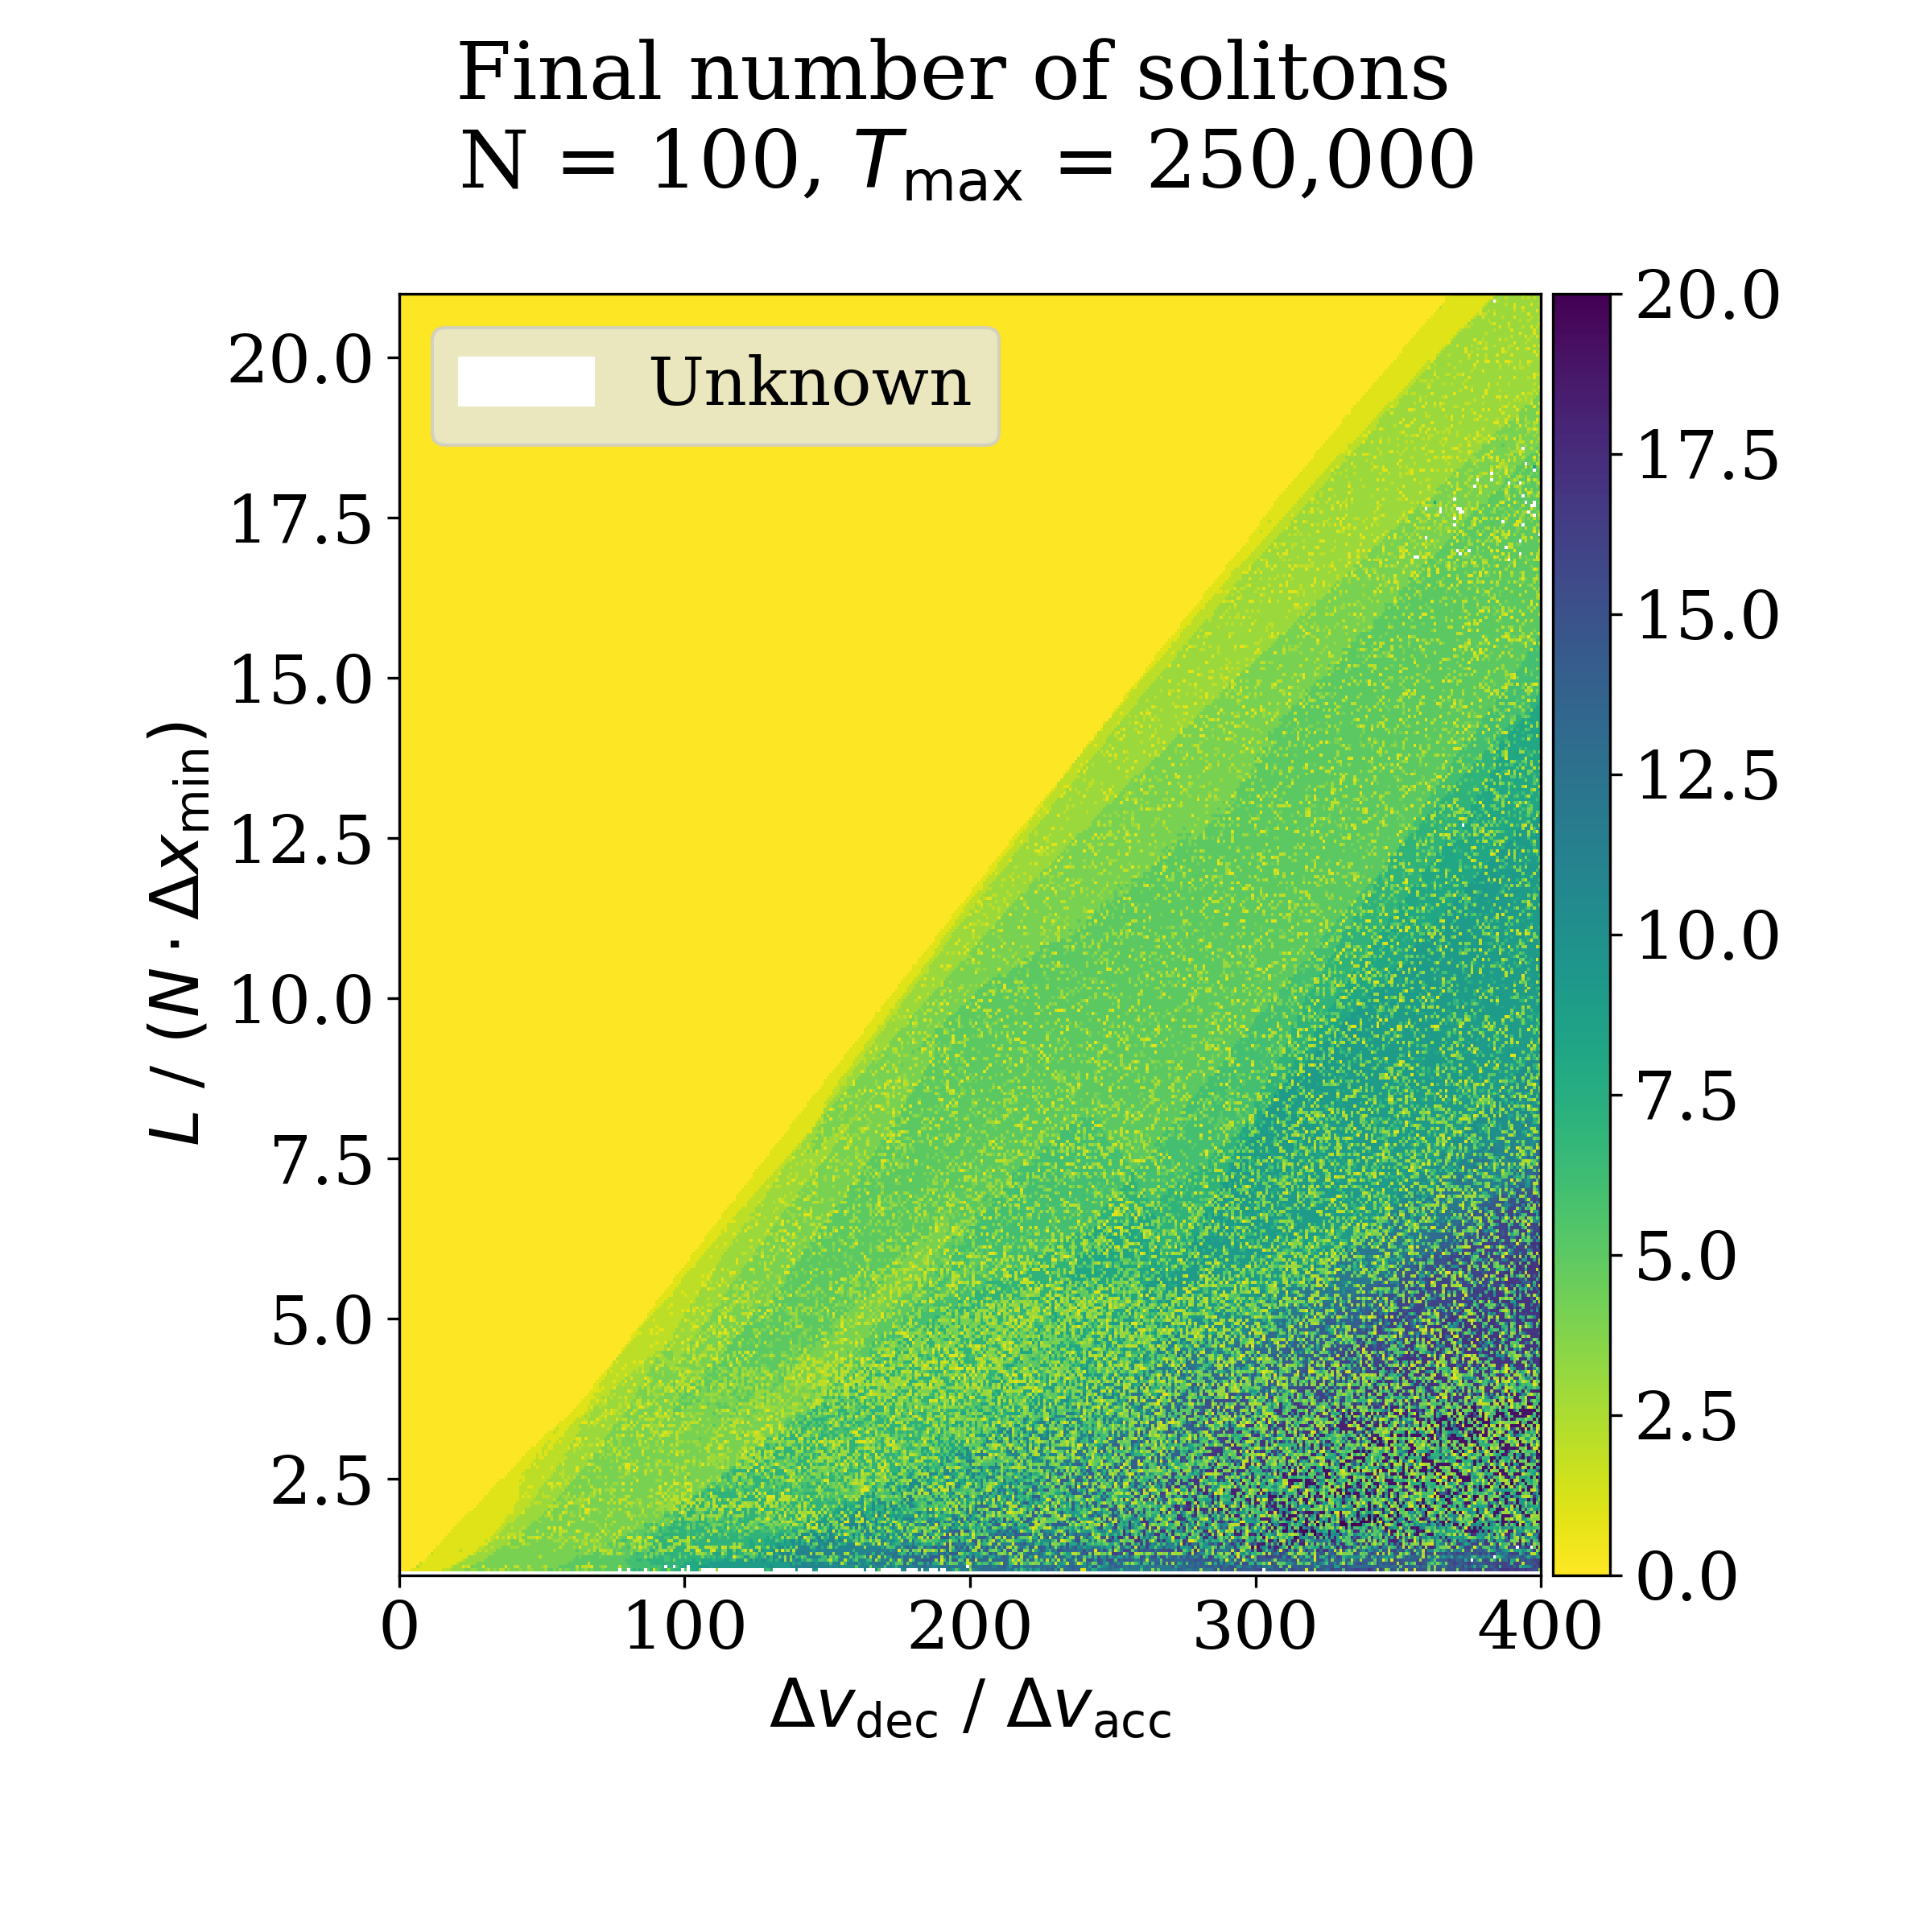 Final number of solitons
N = 100, T_max = 250,000
Unknown
20.0
17.5
15.0
12.5
10.0
7.5
5.0
2.5
L / (N · Δx_min)
0 100 200 300 400
Δv_dec / Δv_acc
20.0
17.5
15.0
12.5
10.0
7.5
5.0
2.5
0.0